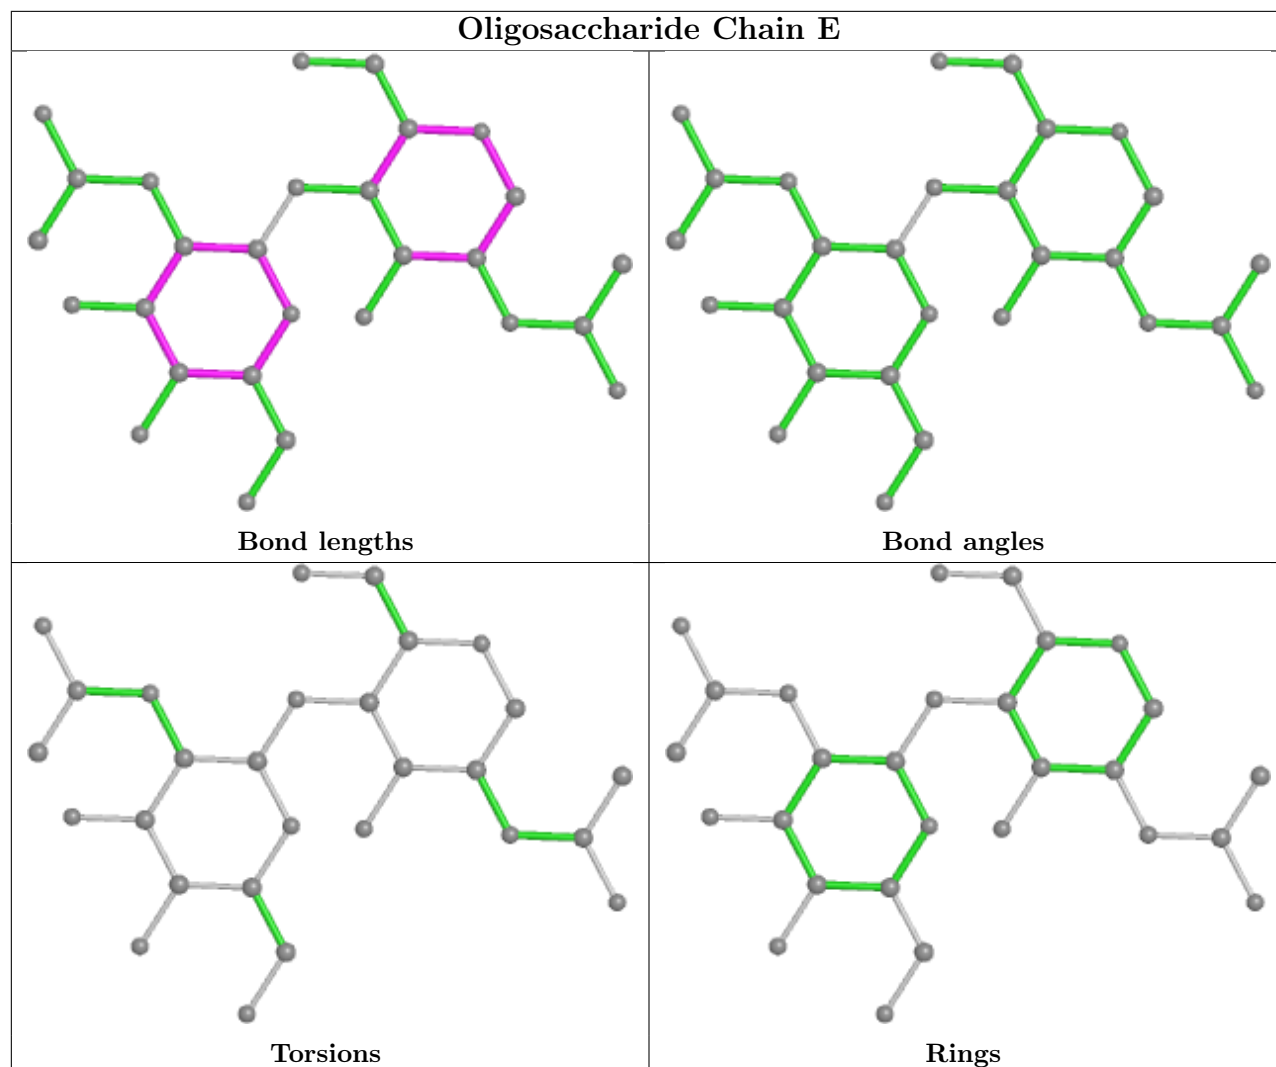 Oligosaccharide Chain E
Bond lengths
Bond angles
Torsions
Rings